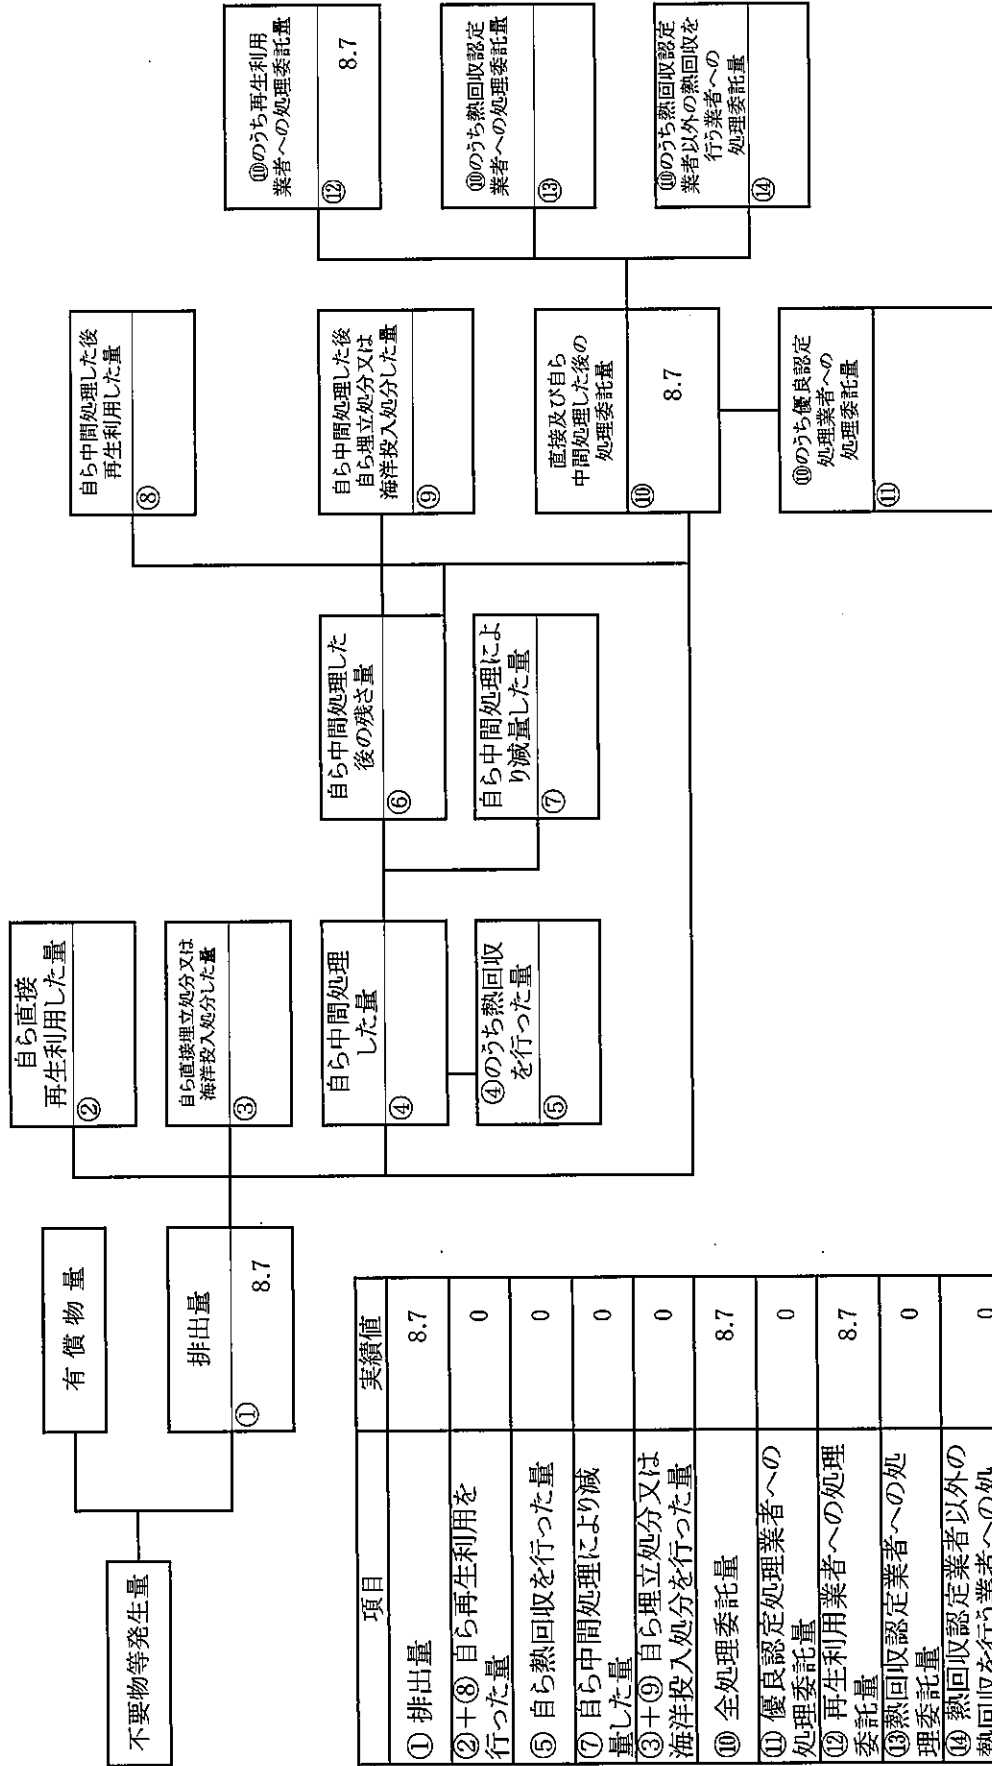 不要物等発生量
有償物量
排出量
①
8.7
自ら直接
再生利用した量
②
自ら直接埋立処分又は
海洋投入処分した量
③
自ら中間処理
した量
④
④のうち熱回収
を行った量
⑤
自ら中間処理した
後の残さ量
⑥
自ら中間処理によ
り減量した量
⑦
自ら中間処理した後
再生利用した量
⑧
自ら中間処理した後
自ら埋立処分又は
海洋投入処分した量
⑨
直接及び自ら
中間処理した後の
処理委託量
⑩
8.7
⑩のうち優良認定
処理業者への
処理委託量
⑪
⑩のうち再生利用
業者への処理委託量
⑫
8.7
⑩のうち熱回収認定
業者への処理委託量
⑬
⑩のうち熱回収認定
業者以外の熱回収を
行う業者への
処理委託量
⑭
項目 実績値
①排出量 8.7
②+⑧ 自ら再生利用を
行った量 0
⑤ 自ら熱回収を行った量 0
⑦ 自ら中間処理により減
量した量 0
③+⑨ 自ら埋立処分又は
海洋投入処分を行った量 0
⑩ 全処理委託量 8.7
⑪ 優良認定処理業者への
処理委託量 0
⑫ 再生利用業者への処理
委託量 8.7
⑬熱回収認定業者への処
理委託量 0
⑭ 熱回収認定業者以外の
熱回収を行う業者への処 0